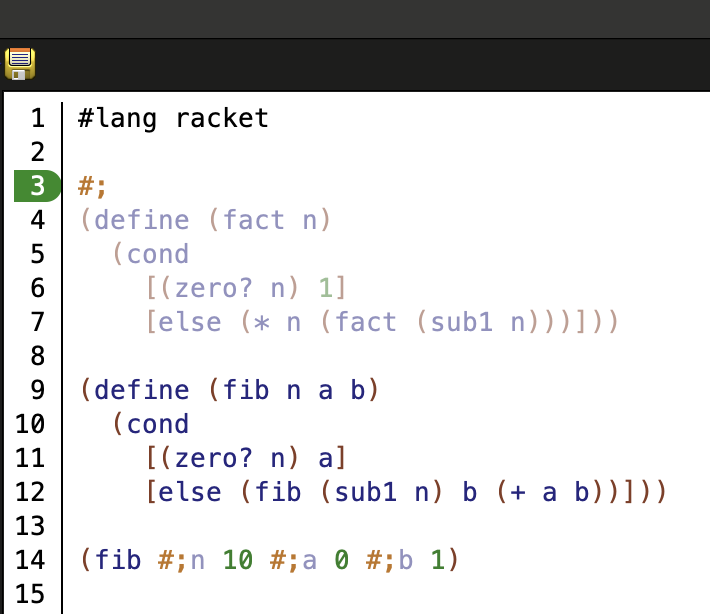 1 #lang racket
2
3 #;
4 (define (fact n)
5   (cond
6     [(zero? n) 1]
7     [else (* n (fact (sub1 n)))]))
8
9 (define (fib n a b)
10   (cond
11     [(zero? n) a]
12     [else (fib (sub1 n) b (+ a b))]))
13
14 (fib #;n 10 #;a 0 #;b 1)
15